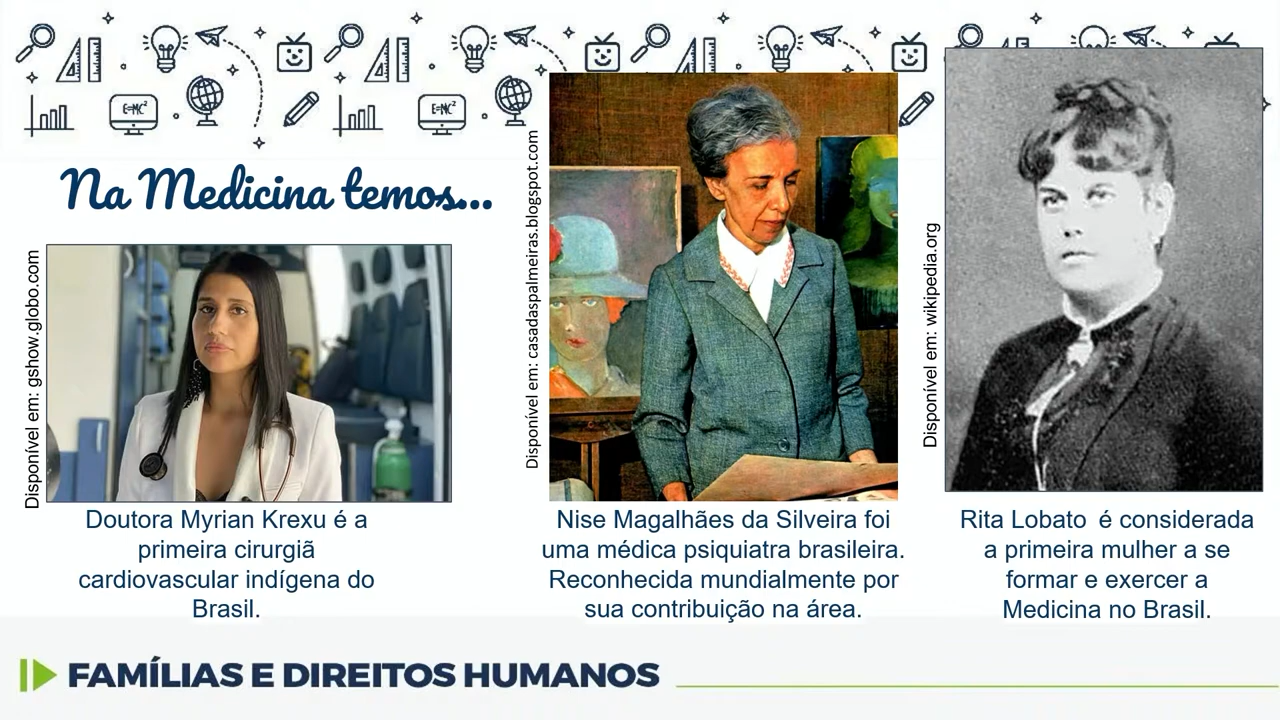 E=MC²
E=MC²
Na Medicina temos...
Disponível em: gshow.globo.com
Doutora Myrian Krexu é a
primeira cirurgiã
cardiovascular indígena do
Brasil.
Disponível em: casadaspalmeiras.blogspot.com
Nise Magalhães da Silveira foi
uma médica psiquiatra brasileira.
Reconhecida mundialmente por
sua contribuição na área.
Disponível em: wikipedia.org
Rita Lobato é considerada
a primeira mulher a se
formar e exercer a
Medicina no Brasil.
FAMÍLIAS E DIREITOS HUMANOS